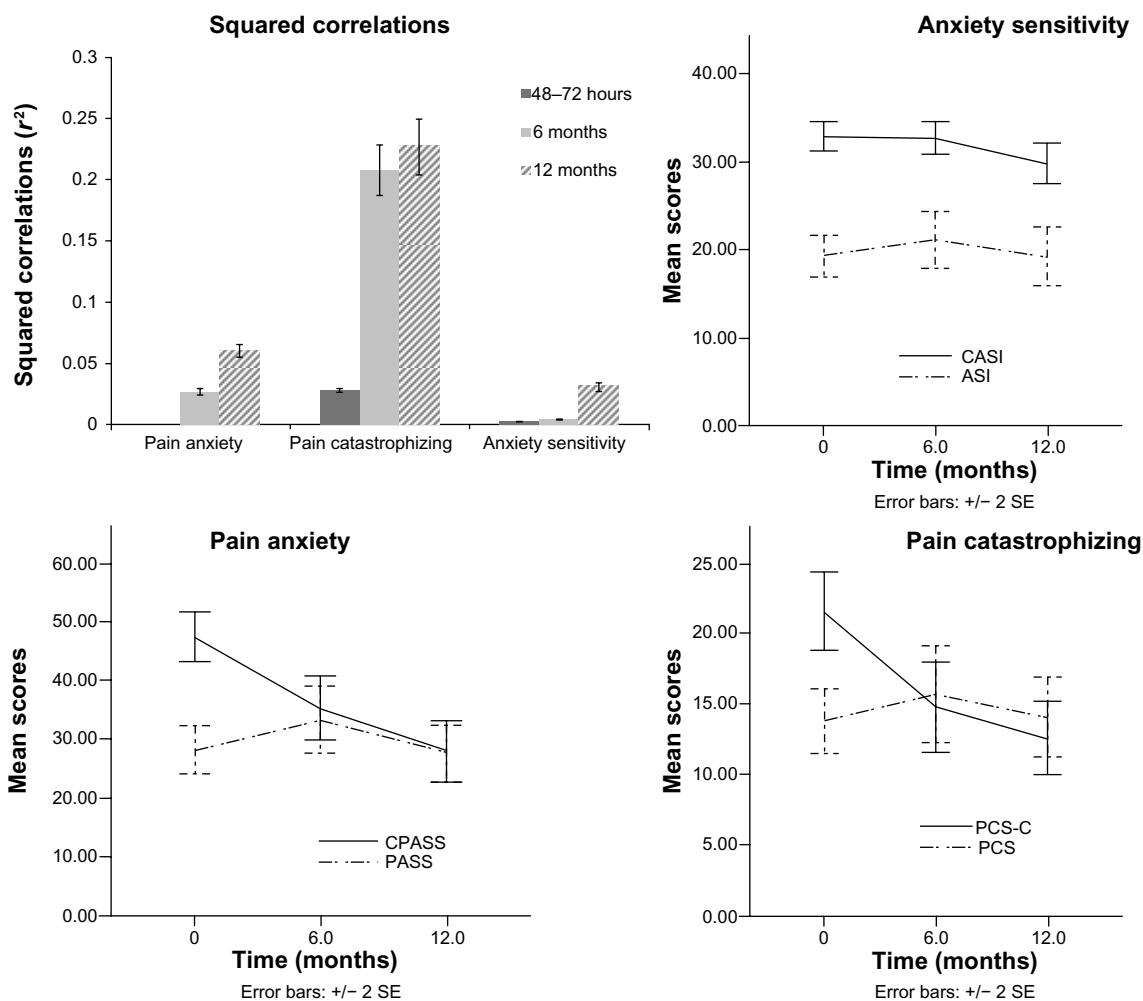 Squared correlations
Squared correlations (r²)
0.3
0.25
0.2
0.15
0.1
0.05
0
48–72 hours
6 months
12 months
Pain anxiety
Pain catastrophizing
Anxiety sensitivity
Anxiety sensitivity
Mean scores
40.00
30.00
20.00
10.00
0.00
CASI
ASI
0
6.0
12.0
Time (months)
Error bars: +/− 2 SE
Pain anxiety
Mean scores
60.00
50.00
40.00
30.00
20.00
10.00
0.00
CPASS
PASS
0
6.0
12.0
Time (months)
Error bars: +/− 2 SE
Pain catastrophizing
Mean scores
25.00
20.00
15.00
10.00
5.00
0.00
PCS-C
PCS
0
6.0
12.0
Time (months)
Error bars: +/− 2 SE